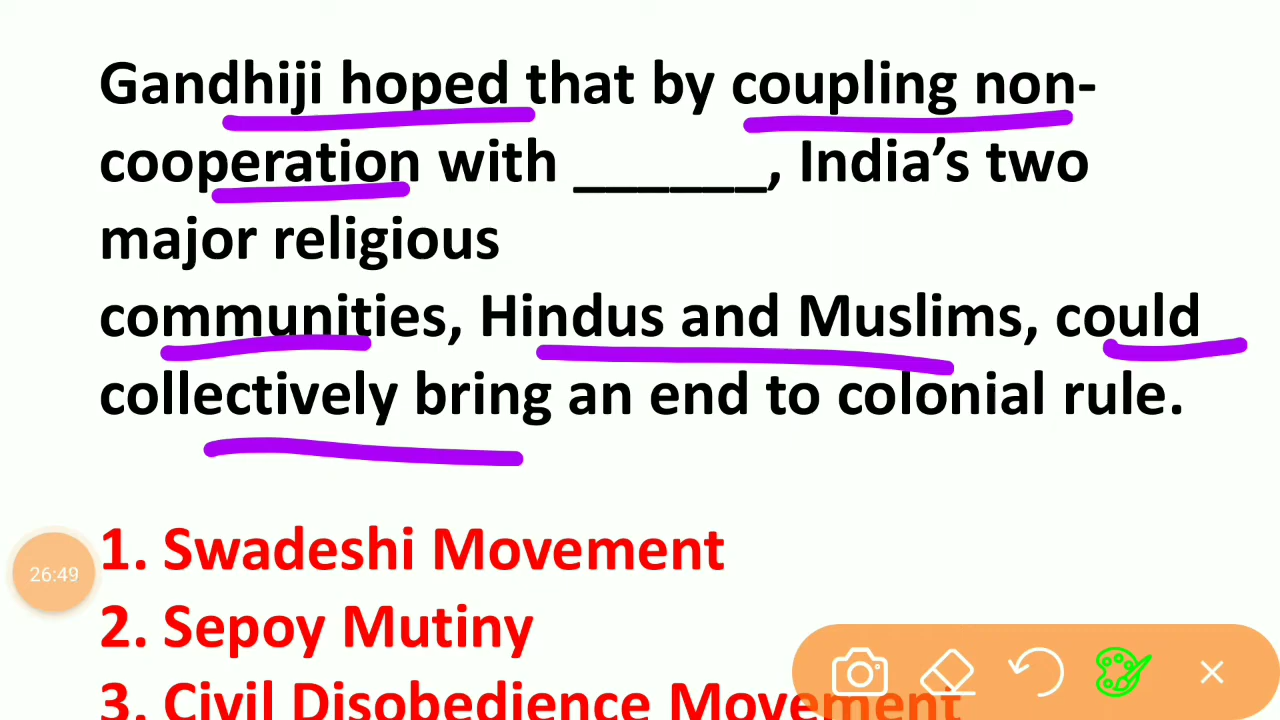 Gandhiji hoped that by coupling non-
cooperation with ______, India’s two
major religious
communities, Hindus and Muslims, could
collectively bring an end to colonial rule.
1. Swadeshi Movement
26:49
2. Sepoy Mutiny
3. Civil Disobedience Movement